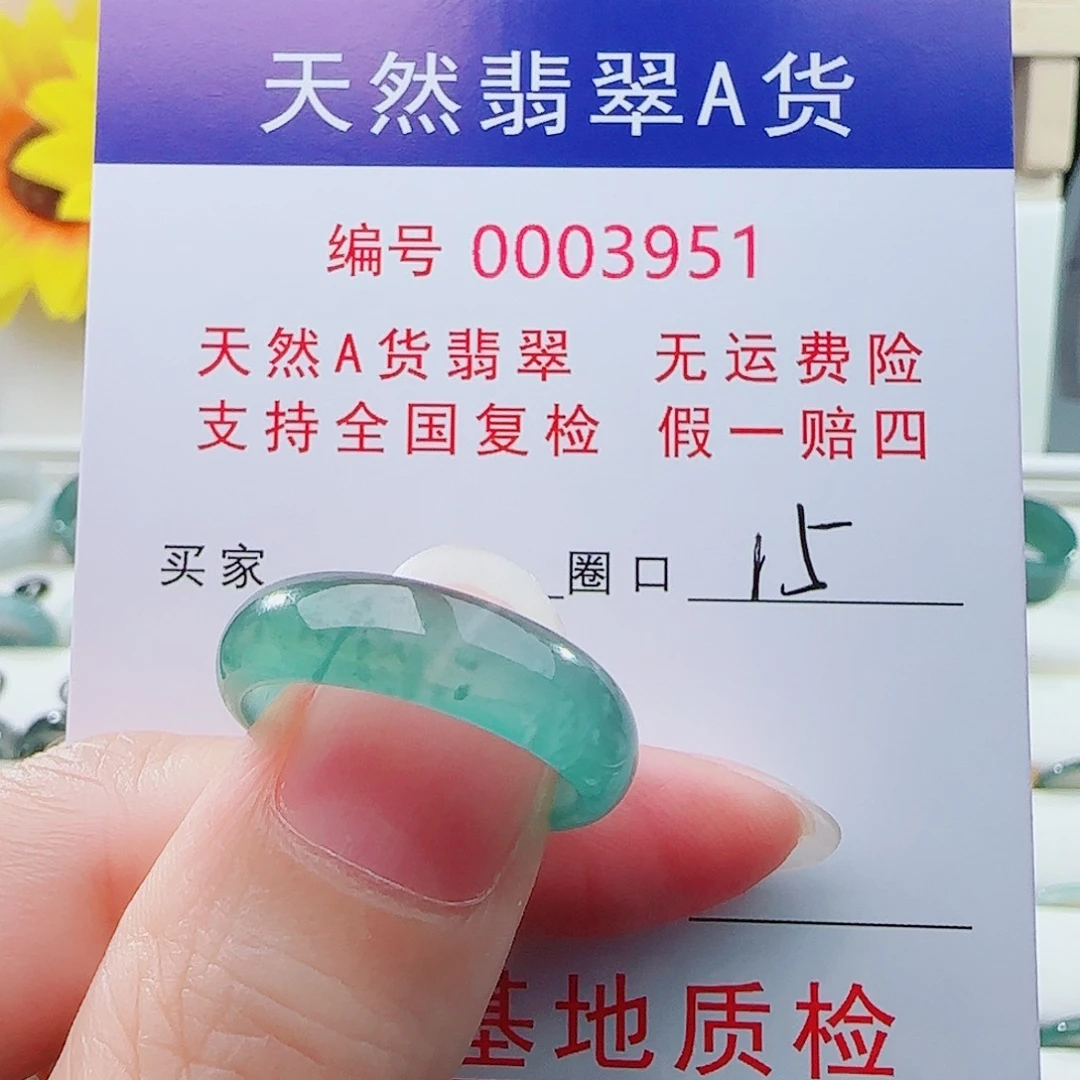 天然翡翠A货
编号 0003951
天然A货翡翠 无运费险
支持全国复检 假一赔四
买家 圈口 15
基地质检